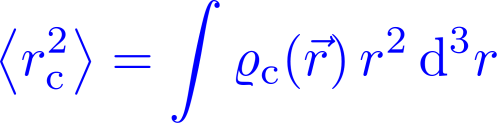 ⟨r_c^2⟩ = ∫ ϱ_c(r⃗) r^2 d^3r